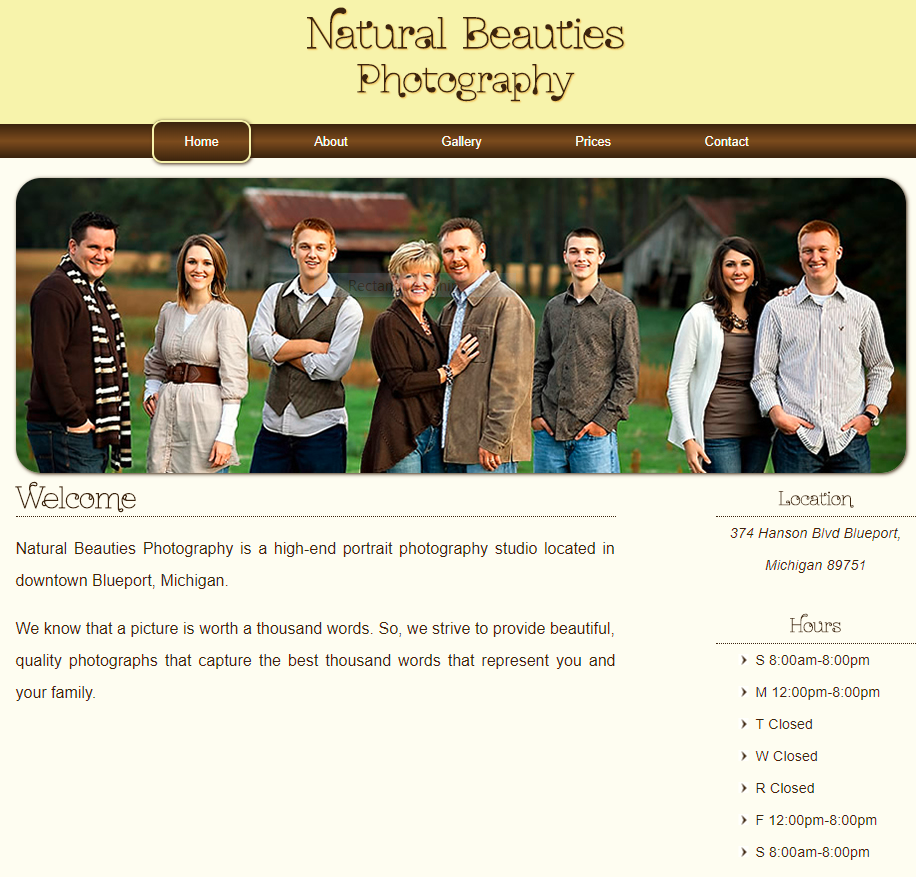 Natural Beauties
Photography
Home About Gallery Prices Contact
Welcome
Natural Beauties Photography is a high-end portrait photography studio located in
downtown Blueport, Michigan.
We know that a picture is worth a thousand words. So, we strive to provide beautiful,
quality photographs that capture the best thousand words that represent you and
your family.
Location
374 Hanson Blvd Blueport,
Michigan 89751
Hours
S 8:00am-8:00pm
M 12:00pm-8:00pm
T Closed
W Closed
R Closed
F 12:00pm-8:00pm
S 8:00am-8:00pm